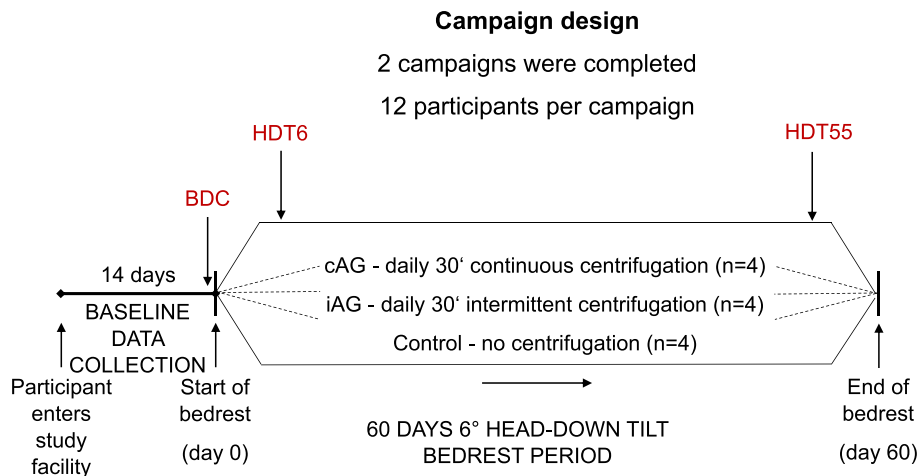 Campaign design
2 campaigns were completed
12 participants per campaign
HDT6
HDT55
BDC
14 days
BASELINE
DATA
COLLECTION
cAG - daily 30‘ continuous centrifugation (n=4)
iAG - daily 30‘ intermittent centrifugation (n=4)
Control - no centrifugation (n=4)
Participant
enters
study
facility
Start of
bedrest
(day 0)
60 DAYS 6° HEAD-DOWN TILT
BEDREST PERIOD
End of
bedrest
(day 60)